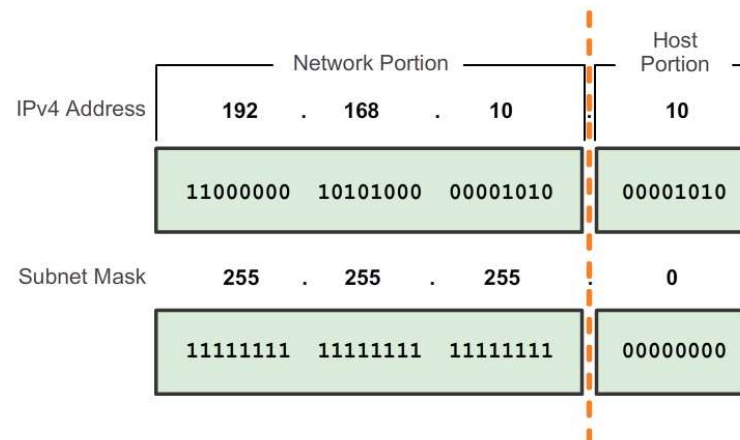 Network Portion
Host
Portion
IPv4 Address 192 . 168 . 10 . 10
11000000 10101000 00001010 00001010
Subnet Mask 255 . 255 . 255 . 0
11111111 11111111 11111111 00000000